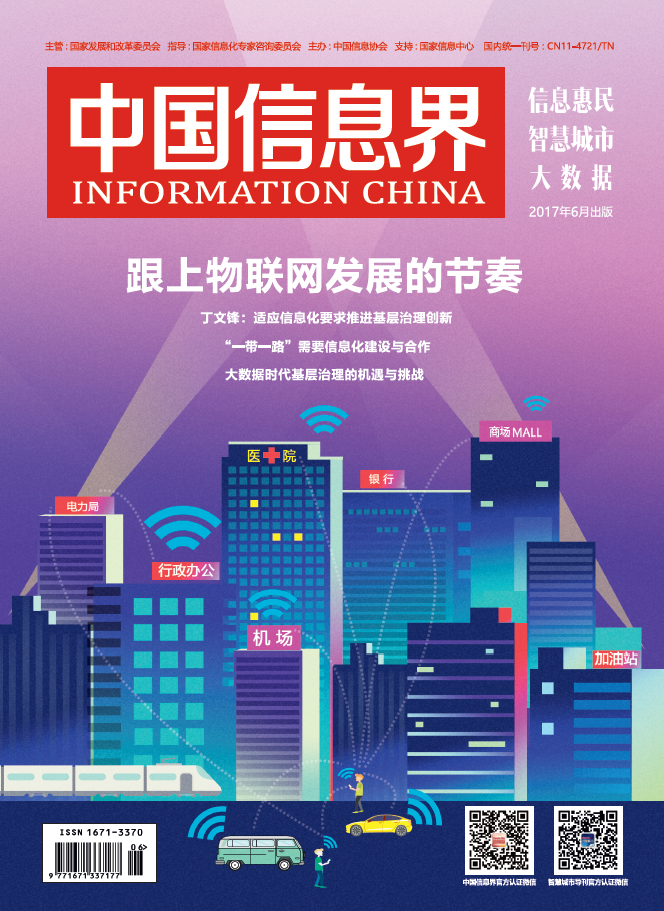 主管：国家发展和改革委员会 指导：国家信息化专家咨询委员会 主办：中国信息协会 支持：国家信息中心 国内统一刊号：CN11-4721/TN
中国信息界
INFORMATION CHINA
信息惠民
智慧城市
大数据
2017年6月出版
跟上物联网发展的节奏
丁文锋：适应信息化要求推进基层治理创新
“一带一路”需要信息化建设与合作
大数据时代基层治理的机遇与挑战
商场MALL
医院
银行
电力局
行政办公
机场
加油站
ISSN 1671-3370
06>
9 771671 337177
中国信息界官方认证微信
智慧城市导刊官方认证微信